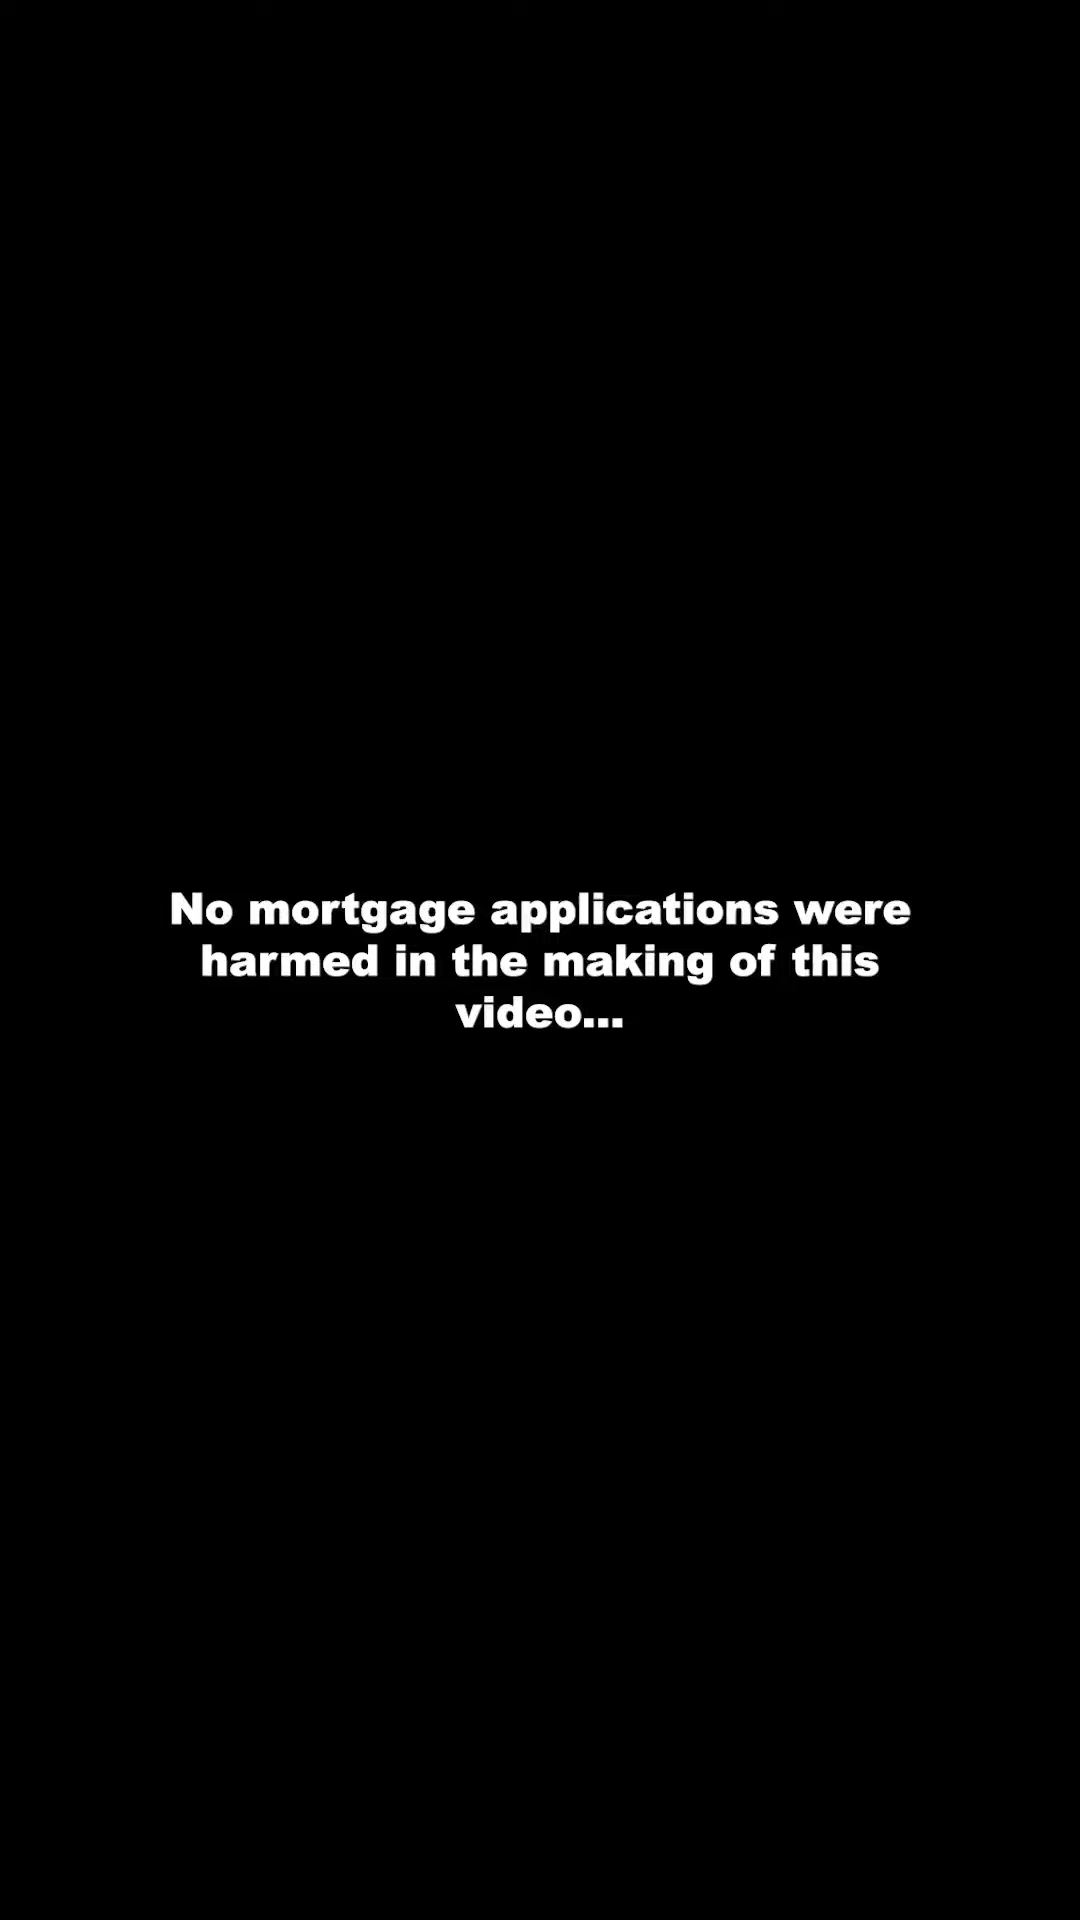 No mortgage applications were
harmed in the making of this
video...